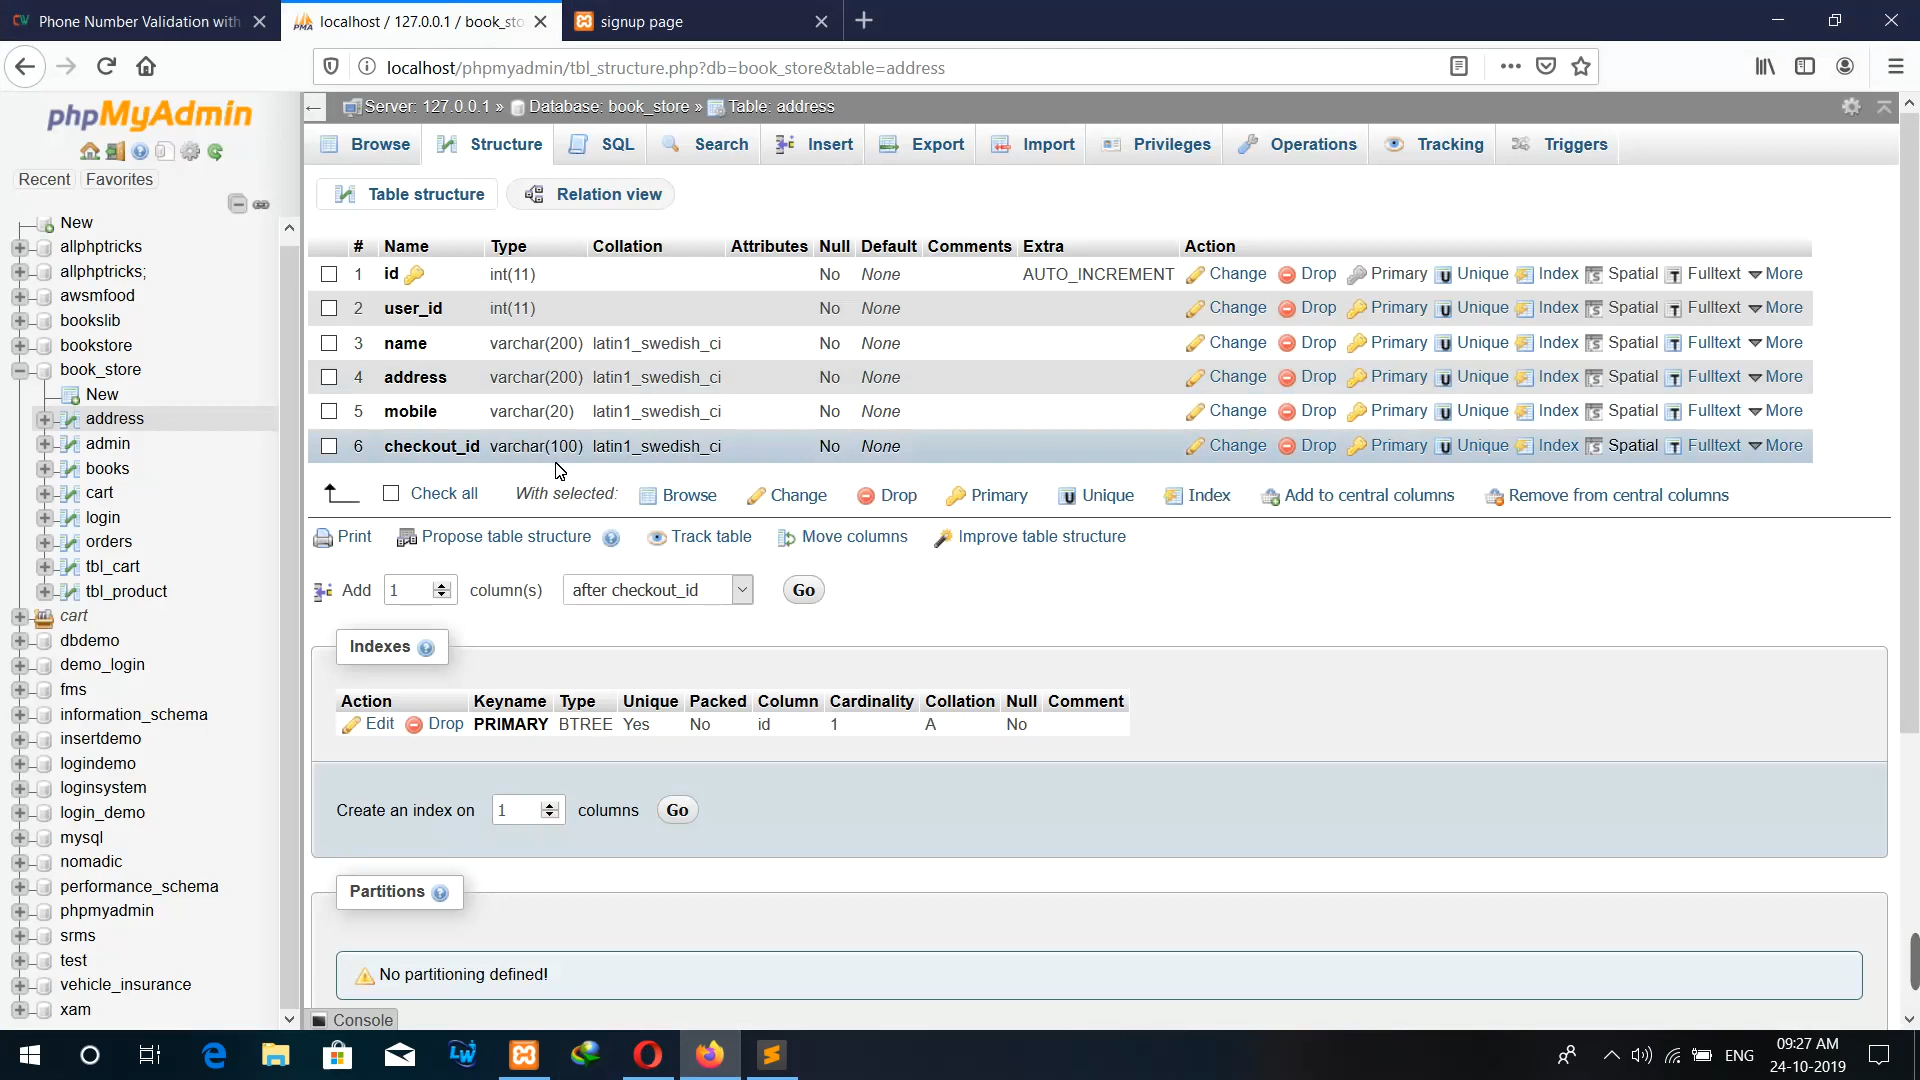 Phone Number Validation with
localhost / 127.0.0.1 / book_sto
signup page
localhost/phpmyadmin/tbl_structure.php?db=book_store&table=address
phpMyAdmin
Recent Favorites
New
allphptricks
allphptricks;
awsmfood
bookslib
bookstore
book_store
New
address
admin
books
cart
login
orders
tbl_cart
tbl_product
cart
dbdemo
demo_login
fms
information_schema
insertdemo
logindemo
loginsystem
login_demo
mysql
nomadic
performance_schema
phpmyadmin
srms
test
vehicle_insurance
xam
Server: 127.0.0.1 » Database: book_store » Table: address
Browse Structure SQL Search Insert Export Import Privileges Operations Tracking Triggers
Table structure Relation view
# Name Type Collation Attributes Null Default Comments Extra Action
1 id int(11) No None AUTO_INCREMENT Change Drop Primary Unique Index Spatial Fulltext More
2 user_id int(11) No None Change Drop Primary Unique Index Spatial Fulltext More
3 name varchar(200) latin1_swedish_ci No None Change Drop Primary Unique Index Spatial Fulltext More
4 address varchar(200) latin1_swedish_ci No None Change Drop Primary Unique Index Spatial Fulltext More
5 mobile varchar(20) latin1_swedish_ci No None Change Drop Primary Unique Index Spatial Fulltext More
6 checkout_id varchar(100) latin1_swedish_ci No None Change Drop Primary Unique Index Spatial Fulltext More
Check all With selected: Browse Change Drop Primary Unique Index Add to central columns Remove from central columns
Print Propose table structure Track table Move columns Improve table structure
Add 1 column(s) after checkout_id Go
Indexes
Action Keyname Type Unique Packed Column Cardinality Collation Null Comment
Edit Drop PRIMARY BTREE Yes No id 1 A No
Create an index on 1 columns Go
Partitions
No partitioning defined!
Console
ENG
09:27 AM
24-10-2019